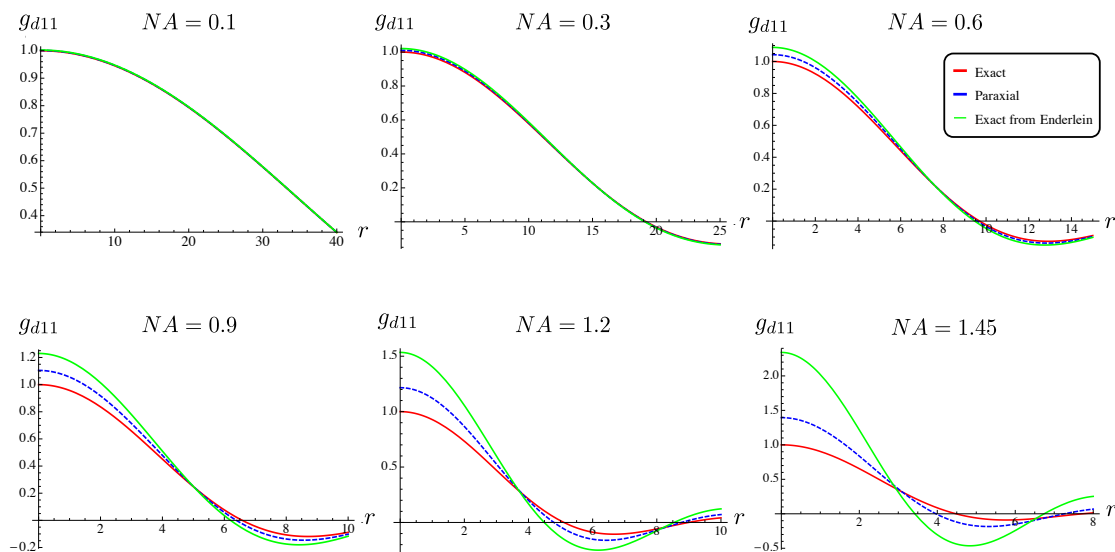 g_{d11} NA = 0.1
1.0
0.9
0.8
0.7
0.6
0.5
0.4
10 20 30 40 r
g_{d11} NA = 0.3
1.0
0.8
0.6
0.4
0.2
5 10 15 20 25 r
g_{d11} NA = 0.6
1.0
0.8
0.6
0.4
0.2
2 4 6 8 10 12 14 r
Exact
Paraxial
Exact from Enderlein
g_{d11} NA = 0.9
1.2
1.0
0.8
0.6
0.4
0.2
-0.2
2 4 6 8 10 r
g_{d11} NA = 1.2
1.5
1.0
0.5
2 4 6 8 10 r
g_{d11} NA = 1.45
2.0
1.5
1.0
0.5
-0.5
2 4 6 8 r